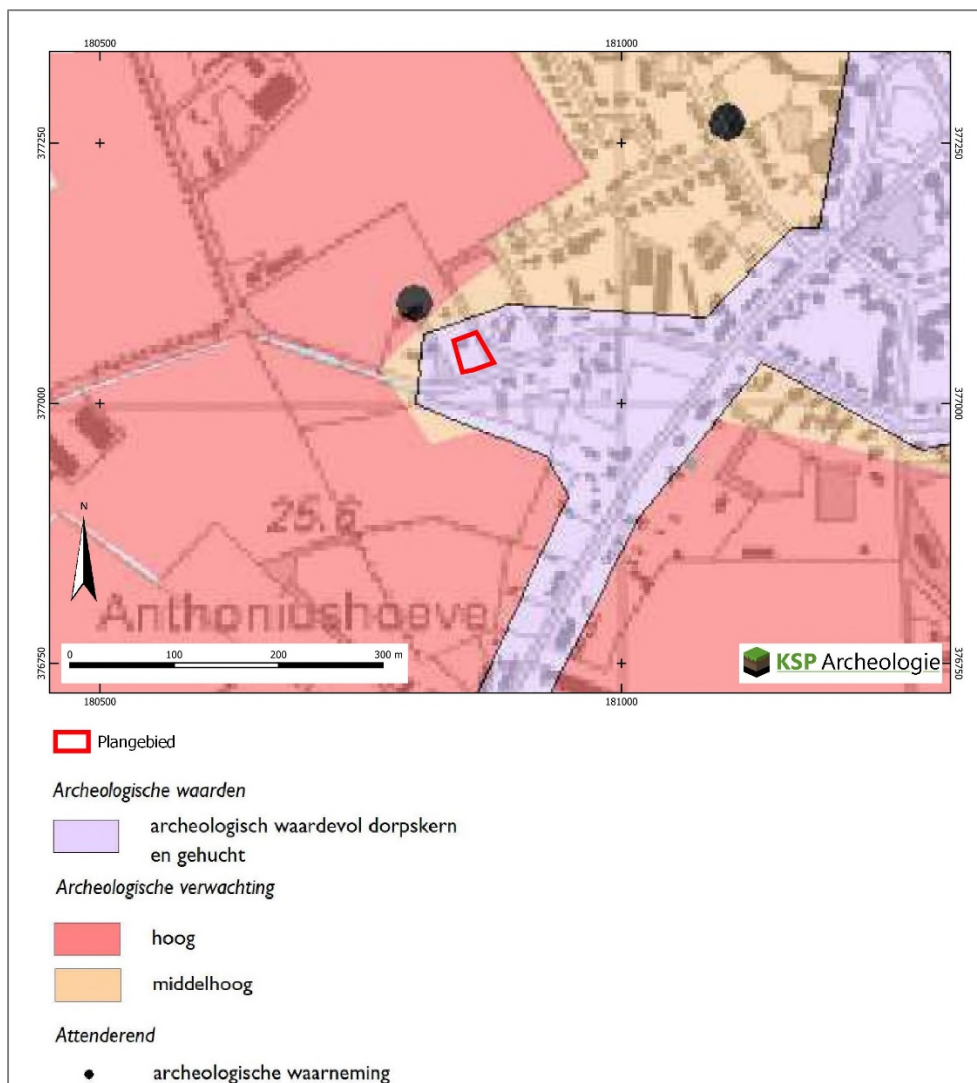 180500
181000
377250
377250
377000
377000
25.6
N
Anthoniushoeve
0
100
200
300 m
KSP Archeologie
376750
376750
180500
181000
Plangebied
Archeologische waarden
archeologisch waardevol dorpskern
en gehucht
Archeologische verwachting
hoog
middelhoog
Attenderend
archeologische waarneming